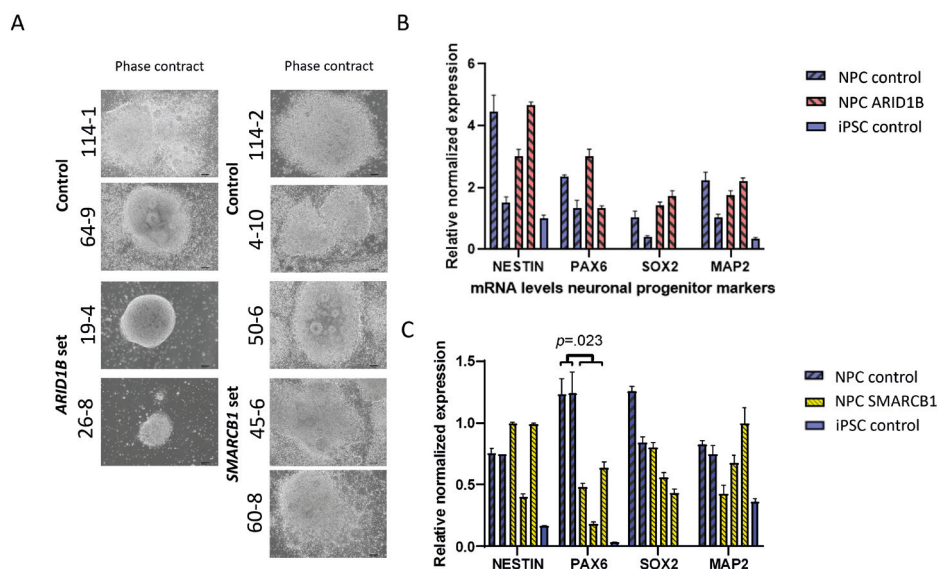 A
Phase contract
Phase contract
Control
114-1
64-9
ARID1B set
19-4
26-8
Control
114-2
4-10
SMARCB1 set
50-6
45-6
60-8
B
Relative normalized expression
6
4
2
0
NESTIN
PAX6
SOX2
MAP2
mRNA levels neuronal progenitor markers
NPC control
NPC ARID1B
iPSC control
C
p=.023
Relative normalized expression
1.5
1.0
0.5
0.0
NESTIN
PAX6
SOX2
MAP2
NPC control
NPC SMARCB1
iPSC control